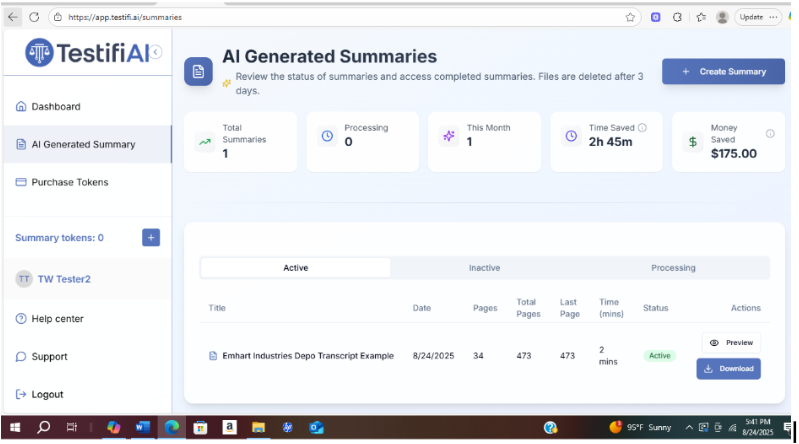 https://app.testifi.ai/summaries
Update
TestifiAI
Dashboard
AI Generated Summary
Purchase Tokens
Summary tokens: 0
+
TT TW Tester2
Help center
Support
Logout
AI Generated Summaries
Review the status of summaries and access completed summaries. Files are deleted after 3
days.
+ Create Summary
Total
Summaries
1
Processing
0
This Month
1
Time Saved
2h 45m
Money
Saved
$175.00
Active Inactive Processing
Title Date Pages Total Pages Last Page Time (mins) Status Actions
Emhart Industries Depo Transcript Example 8/24/2025 34 473 473 2 mins Active
Preview
Download
95°F Sunny
5:41 PM
8/24/2025